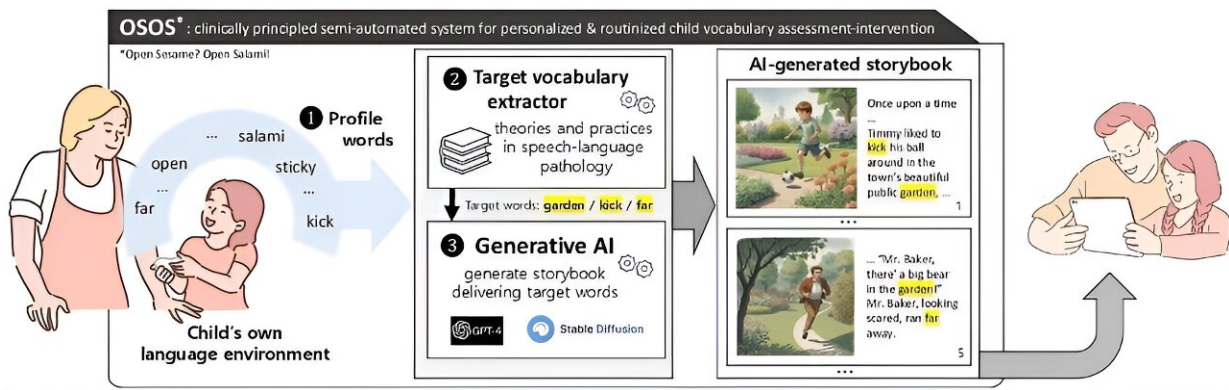 OSOS* : clinically principled semi-automated system for personalized & routinized child vocabulary assessment-intervention
*Open Sesame? Open Salami!
1 Profile
words
...
salami
open
sticky
...
...
far
kick
Child's own
language environment
2 Target vocabulary
extractor
theories and practices
in speech-language
pathology
Target words: garden / kick / far
3 Generative AI
generate storybook
delivering target words
GPT-4
Stable Diffusion
AI-generated storybook
Once upon a time
...
Timmy liked to
kick his ball
around in the
town's beautiful
public garden, ...
1
...
... "Mr. Baker,
there' a big bear
in the garden!"
Mr. Baker, looking
scared, ran far
away.
5
...